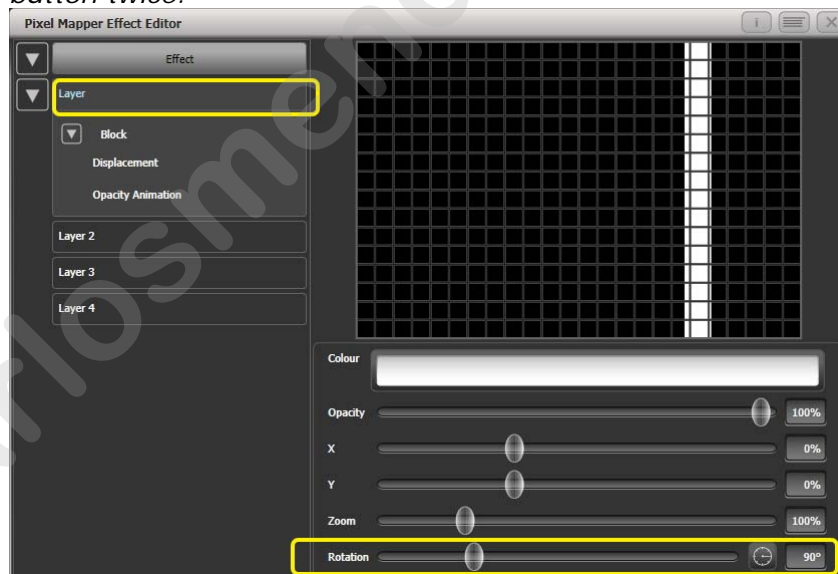 button twice.
Pixel Mapper Effect Editor
i
Effect
Layer
Block
Displacement
Opacity Animation
Layer 2
Layer 3
Layer 4
Colour
Opacity 100%
X 0%
Y 0%
Zoom 100%
Rotation 90°